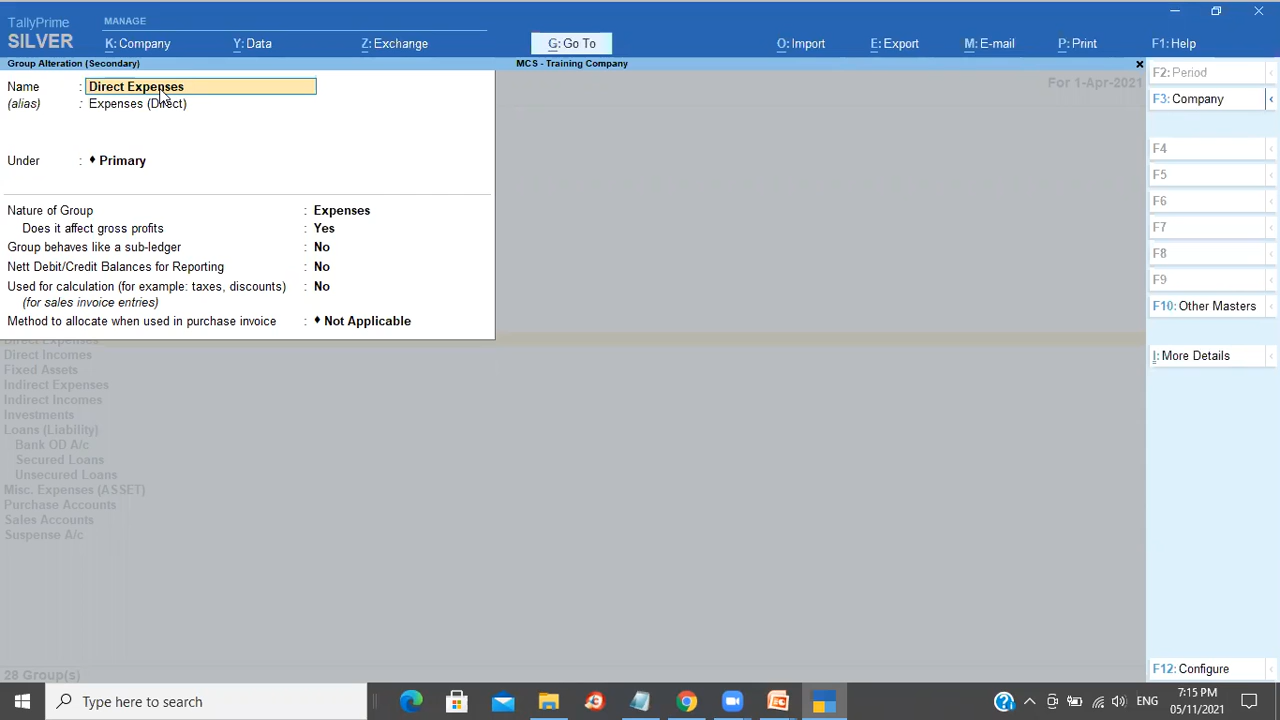 TallyPrime
SILVER
MANAGE
K: Company
Y: Data
Z: Exchange
G: Go To
O: Import
E: Export
M: E-mail
P: Print
F1: Help
Group Alteration (Secondary)
MCS - Training Company
Name : Direct Expenses
(alias) : Expenses (Direct)
Under : ♦ Primary
Nature of Group : Expenses
Does it affect gross profits : Yes
Group behaves like a sub-ledger : No
Nett Debit/Credit Balances for Reporting : No
Used for calculation (for example: taxes, discounts) : No
(for sales invoice entries)
Method to allocate when used in purchase invoice : ♦ Not Applicable
For 1-Apr-2021
Direct Expenses
Direct Incomes
Fixed Assets
Indirect Expenses
Indirect Incomes
Investments
Loans (Liability)
Bank OD A/c
Secured Loans
Unsecured Loans
Misc. Expenses (ASSET)
Purchase Accounts
Sales Accounts
Suspense A/c
28 Group(s)
F2: Period
F3: Company
F4
F5
F6
F7
F8
F9
F10: Other Masters
I: More Details
F12: Configure
Type here to search
ENG
7:15 PM
05/11/2021